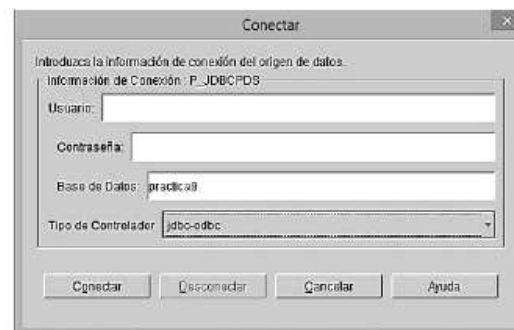 Conectar
Introduzca la información de conexión del origen de datos.
Información de Conexión : P_JDBCPDS
Usuario:
Contraseña:
Base de Datos: practica9
Tipo de Controlador jdbc-odbc
Conectar Desconectar Cancelar Ayuda